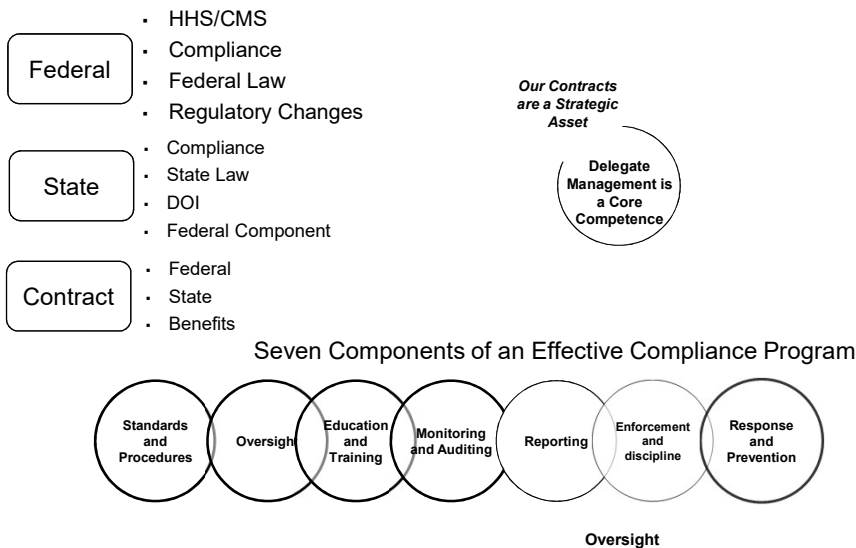 Federal
▪ HHS/CMS
▪ Compliance
▪ Federal Law
▪ Regulatory Changes
State
▪ Compliance
▪ State Law
▪ DOI
▪ Federal Component
Contract
▪ Federal
▪ State
▪ Benefits
Our Contracts
are a Strategic
Asset
Delegate
Management is
a Core
Competence
Seven Components of an Effective Compliance Program
Standards
and
Procedures
Oversigh
Education
and
Training
Monitoring
and Auditing
Reporting
Enforcement
and
discipline
Response
and
Prevention
Oversight